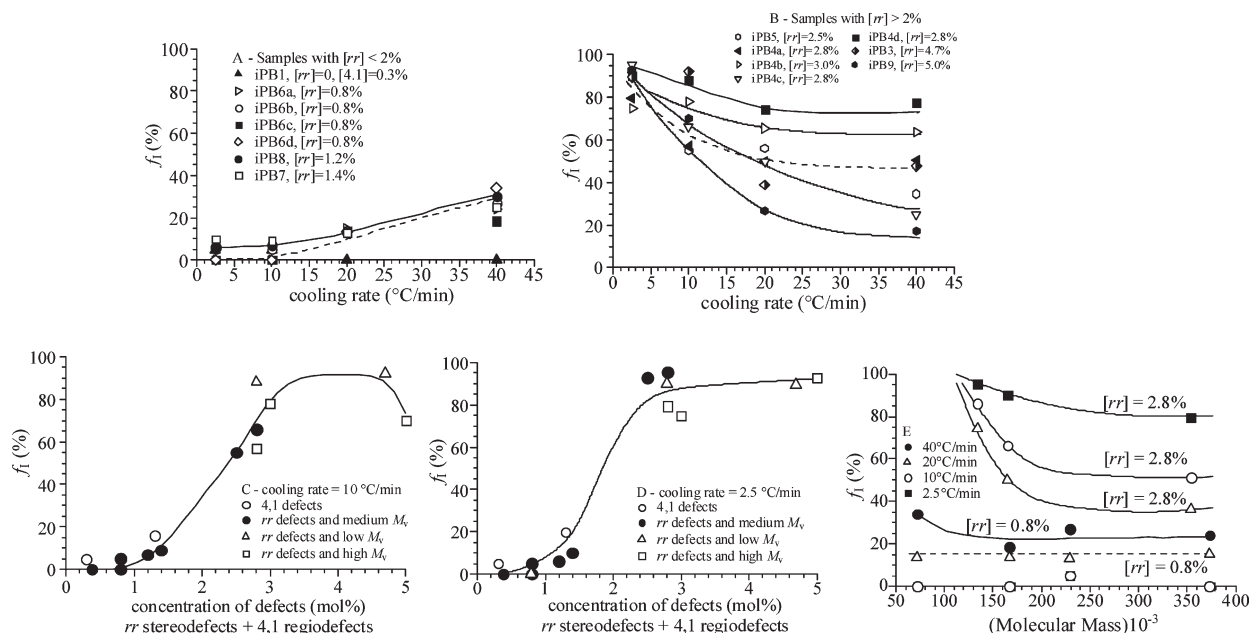 A - Samples with [rr] < 2%
iPB1, [rr]=0, [4.1]=0.3%
iPB6a, [rr]=0.8%
iPB6b, [rr]=0.8%
iPB6c, [rr]=0.8%
iPB6d, [rr]=0.8%
iPB8, [rr]=1.2%
iPB7, [rr]=1.4%
fI (%)
100
80
60
40
20
0
0 5 10 15 20 25 30 35 40 45
cooling rate (°C/min)
B - Samples with [rr] > 2%
iPB5, [rr]=2.5%
iPB4a, [rr]=2.8%
iPB4b, [rr]=3.0%
iPB4c, [rr]=2.8%
iPB4d, [rr]=2.8%
iPB3, [rr]=4.7%
iPB9, [rr]=5.0%
fI (%)
100
80
60
40
20
0
0 5 10 15 20 25 30 35 40 45
cooling rate (°C/min)
fI (%)
100
80
60
40
20
0
C - cooling rate = 10 °C/min
4,1 defects
rr defects and medium Mv
rr defects and low Mv
rr defects and high Mv
0 1 2 3 4 5
concentration of defects (mol%)
rr stereodefects + 4,1 regiodefects
fI (%)
100
80
60
40
20
0
D - cooling rate = 2.5 °C/min
4,1 defects
rr defects and medium Mv
rr defects and low Mv
rr defects and high Mv
0 1 2 3 4 5
concentration of defects (mol%)
rr stereodefects + 4,1 regiodefects
fI (%)
100
80
60
40
20
0
E
40°C/min
20°C/min
10°C/min
2.5°C/min
[rr] = 2.8%
[rr] = 2.8%
[rr] = 2.8%
[rr] = 0.8%
[rr] = 0.8%
50 100 150 200 250 300 350 400
(Molecular Mass)10-3